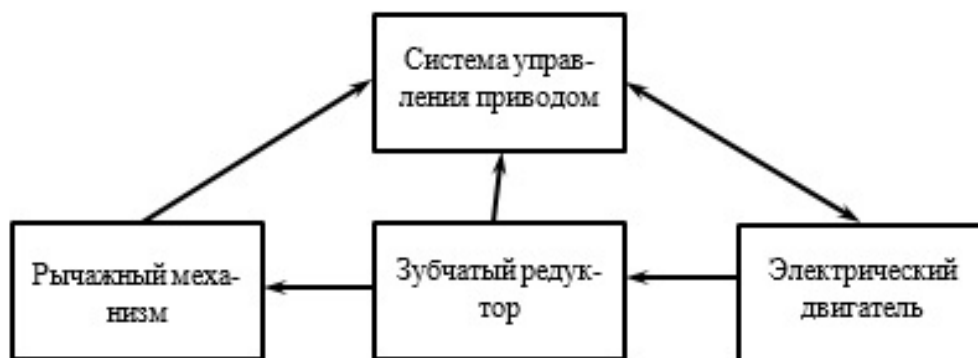 Система управ-
ления приводом
Рычажный меха-
низм
Зубчатый редук-
тор
Электрический
двигатель